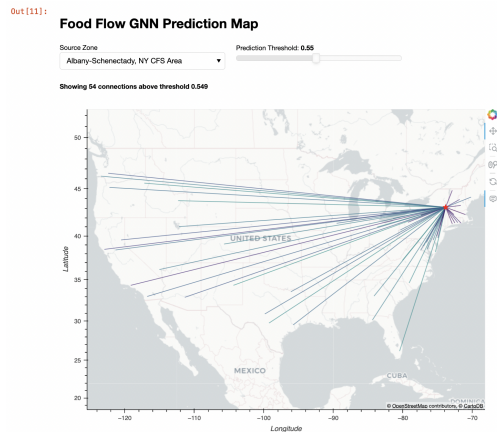 Out[11]:
Food Flow GNN Prediction Map
Source Zone
Prediction Threshold: 0.55
Albany-Schenectady, NY CFS Area
Showing 54 connections above threshold 0.549
50
45
40
35
30
25
20
Latitude
UNITED STATES
MEXICO
CUBA
DOMINICA
© OpenStreetMap contributors, © CartoDB
−120
−110
−100
−90
−80
−70
Longitude